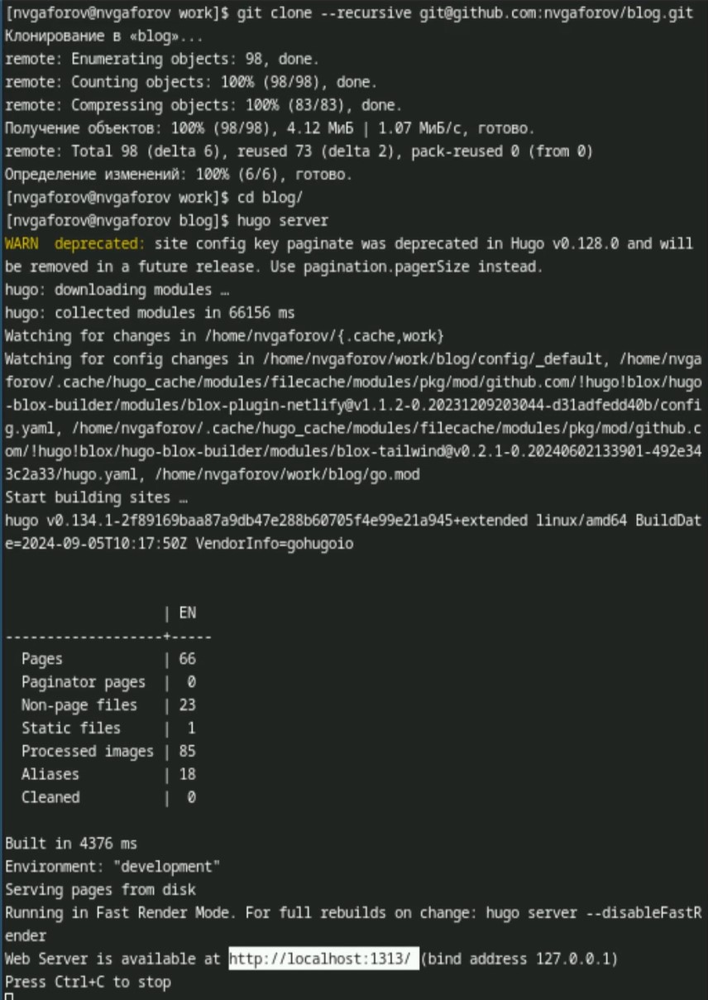 [nvgaforov@nvgaforov work]$ git clone --recursive git@github.com:nvgaforov/blog.git
Клонирование в «blog»...
remote: Enumerating objects: 98, done.
remote: Counting objects: 100% (98/98), done.
remote: Compressing objects: 100% (83/83), done.
Получение объектов: 100% (98/98), 4.12 МиБ | 1.07 МиБ/с, готово.
remote: Total 98 (delta 6), reused 73 (delta 2), pack-reused 0 (from 0)
Определение изменений: 100% (6/6), готово.
[nvgaforov@nvgaforov work]$ cd blog/
[nvgaforov@nvgaforov blog]$ hugo server
WARN  deprecated: site config key paginate was deprecated in Hugo v0.128.0 and will
be removed in a future release. Use pagination.pagerSize instead.
hugo: downloading modules …
hugo: collected modules in 66156 ms
Watching for changes in /home/nvgaforov/{.cache,work}
Watching for config changes in /home/nvgaforov/work/blog/config/_default, /home/nvga
forov/.cache/hugo_cache/modules/filecache/modules/pkg/mod/github.com/!hugo!blox/hugo
-blox-builder/modules/blox-plugin-netlify@v1.1.2-0.20231209203044-d31adfedd40b/confi
g.yaml, /home/nvgaforov/.cache/hugo_cache/modules/filecache/modules/pkg/mod/github.c
om/!hugo!blox/hugo-blox-builder/modules/blox-tailwind@v0.2.1-0.20240602133901-492e34
3c2a33/hugo.yaml, /home/nvgaforov/work/blog/go.mod
Start building sites …
hugo v0.134.1-2f89169baa87a9db47e288b60705f4e99e21a945+extended linux/amd64 BuildDat
e=2024-09-05T10:17:50Z VendorInfo=gohugoio
                   | EN
-------------------+-----
  Pages            | 66
  Paginator pages  |  0
  Non-page files   | 23
  Static files     |  1
  Processed images | 85
  Aliases          | 18
  Cleaned          |  0
Built in 4376 ms
Environment: "development"
Serving pages from disk
Running in Fast Render Mode. For full rebuilds on change: hugo server --disableFastR
ender
Web Server is available at http://localhost:1313/ (bind address 127.0.0.1)
Press Ctrl+C to stop